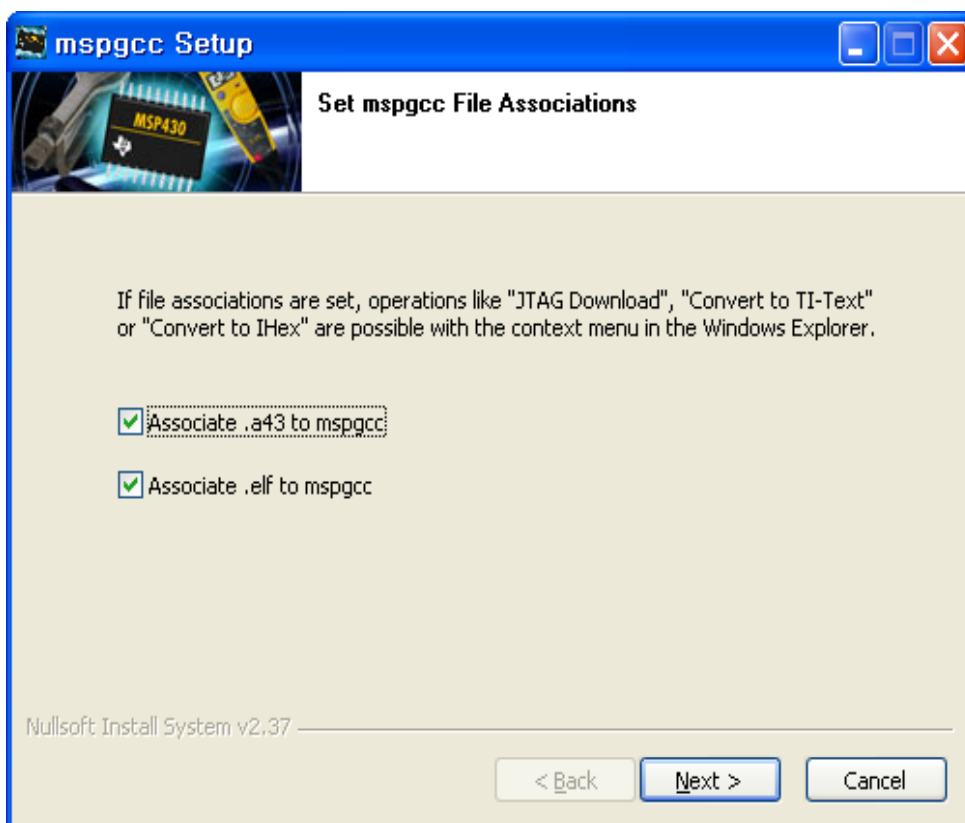 mspgcc Setup
MSP430
Set mspgcc File Associations
If file associations are set, operations like "JTAG Download", "Convert to TI-Text"
or "Convert to IHex" are possible with the context menu in the Windows Explorer.
Associate .a43 to mspgcc
Associate .elf to mspgcc
Nullsoft Install System v2.37
< Back
Next >
Cancel